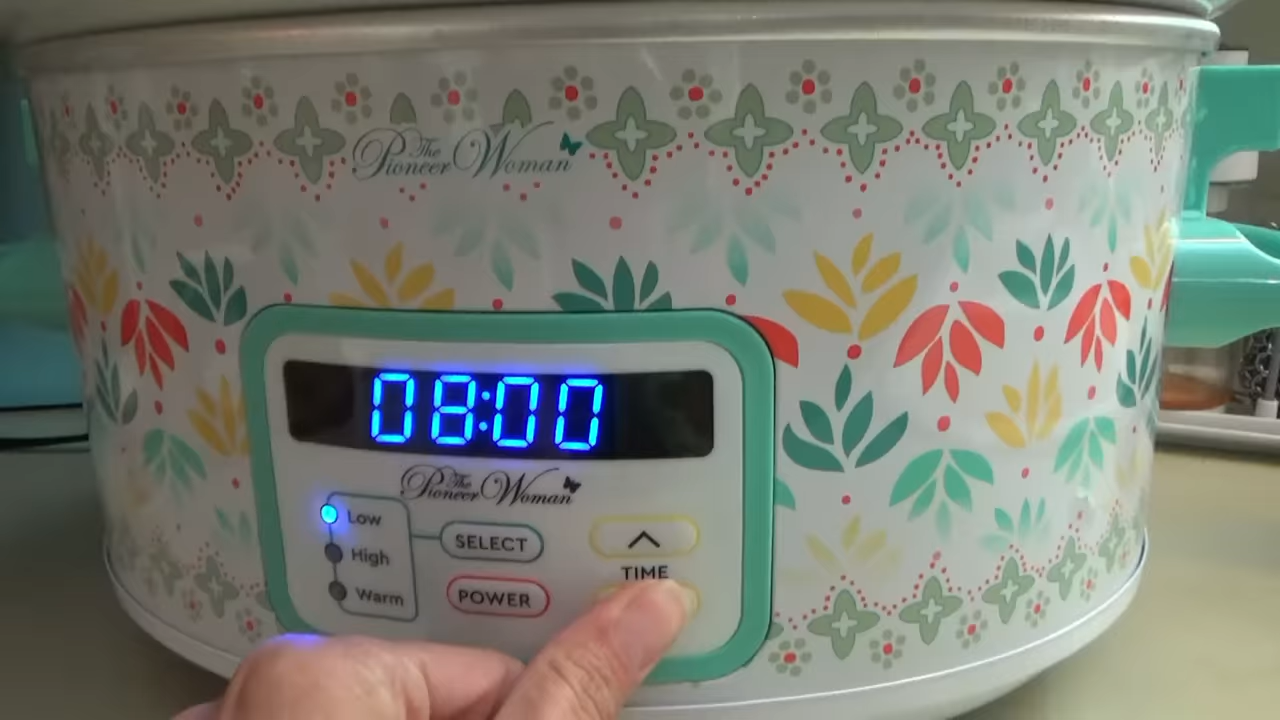 The
Pioneer Woman
08:00
The
Pioneer Woman
Low
High
Warm
SELECT
POWER
TIME